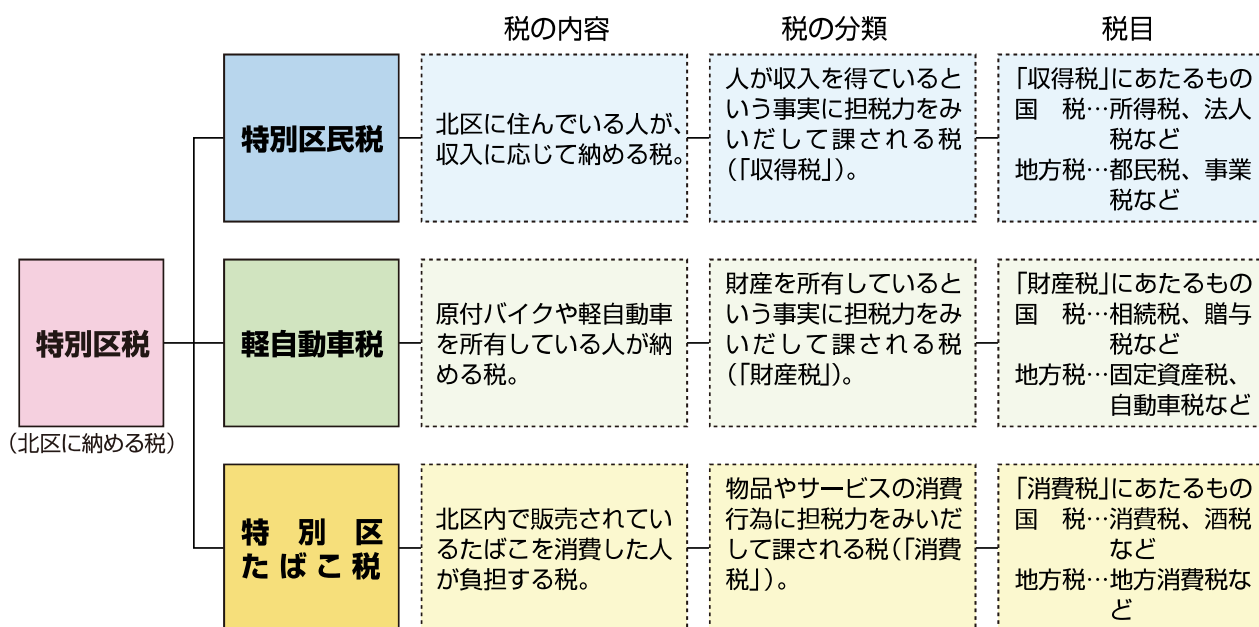 税の内容
税の分類
税目
特別区税
(北区に納める税)
特別区民税
北区に住んでいる人が、
収入に応じて納める税。
人が収入を得ていると
いう事実に担税力をみ
いだして課される税
(「収得税」)。
「収得税」にあたるもの
国　税…所得税、法人
税など
地方税…都民税、事業
税など
軽自動車税
原付バイクや軽自動車
を所有している人が納
める税。
財産を所有していると
いう事実に担税力をみ
いだして課される税
(「財産税」)。
「財産税」にあたるもの
国　税…相続税、贈与
税など
地方税…固定資産税、
自動車税など
特別区
たばこ税
北区内で販売されてい
るたばこを消費した人
が負担する税。
物品やサービスの消費
行為に担税力をみいだ
して課される税(「消費
税」)。
「消費税」にあたるもの
国　税…消費税、酒税
など
地方税…地方消費税な
ど